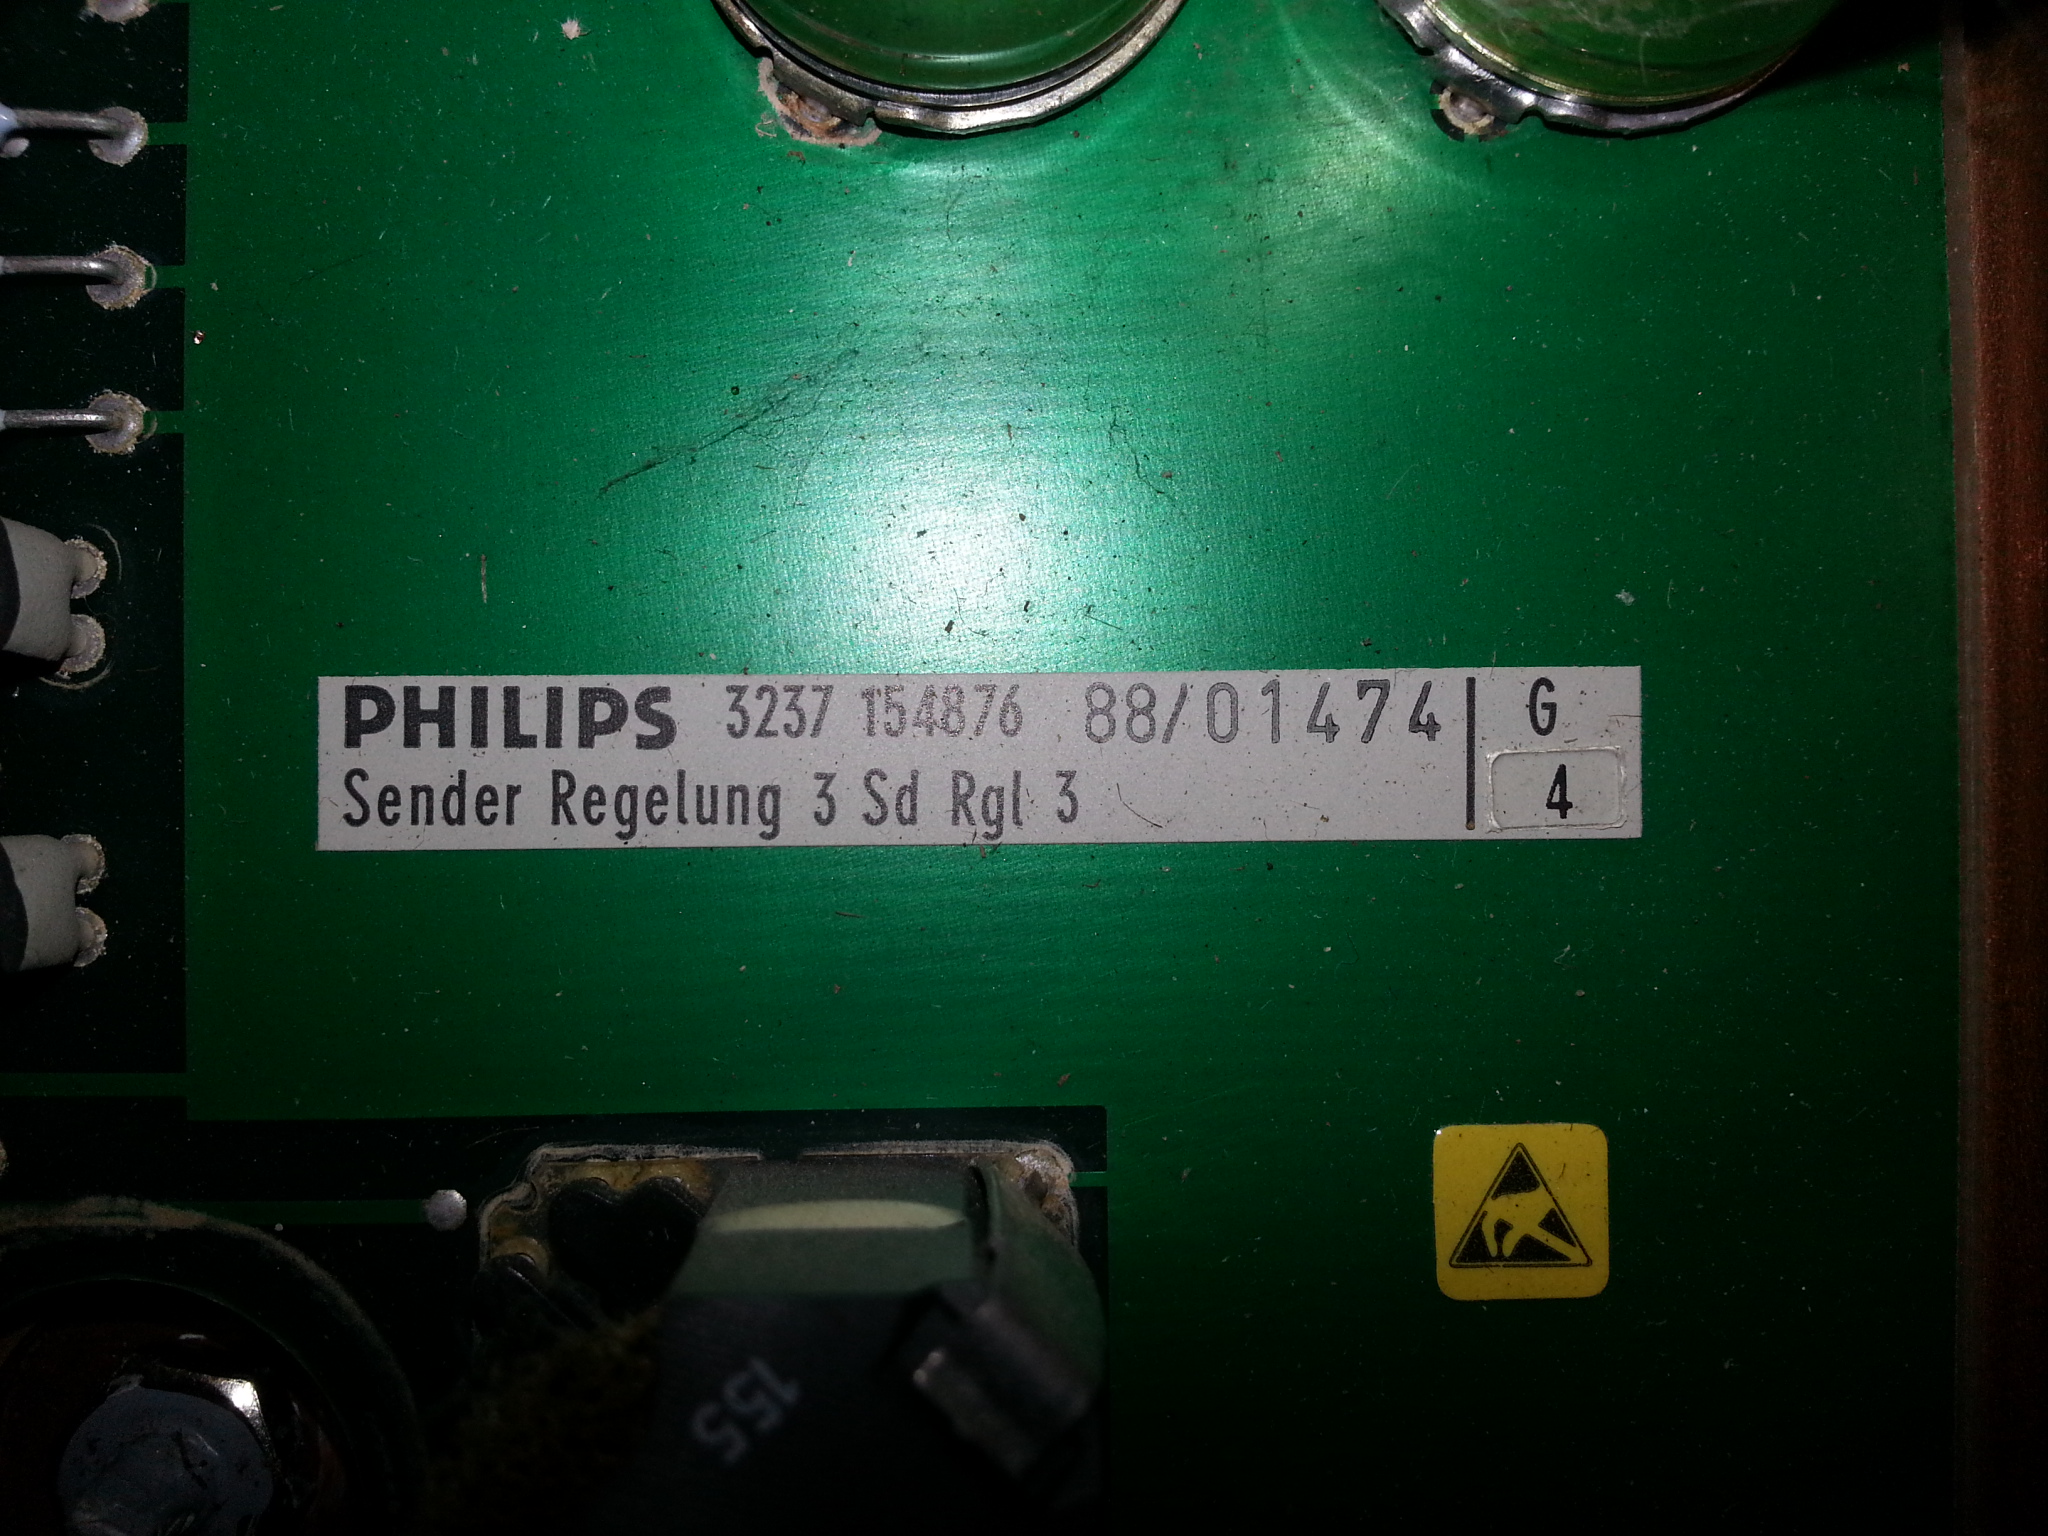 PHILIPS 3237 154876 88/01474 G
Sender Regelung 3 Sd Rgl 3 4
155